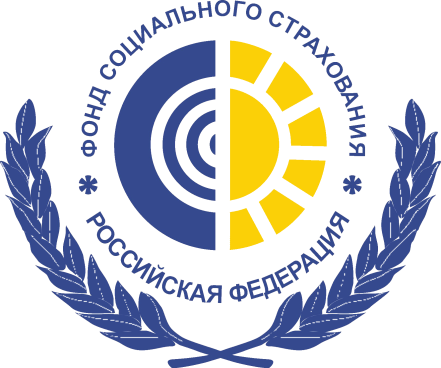 ФОНД СОЦИАЛЬНОГО СТРАХОВАНИЯ
РОССИЙСКАЯ ФЕДЕРАЦИЯ